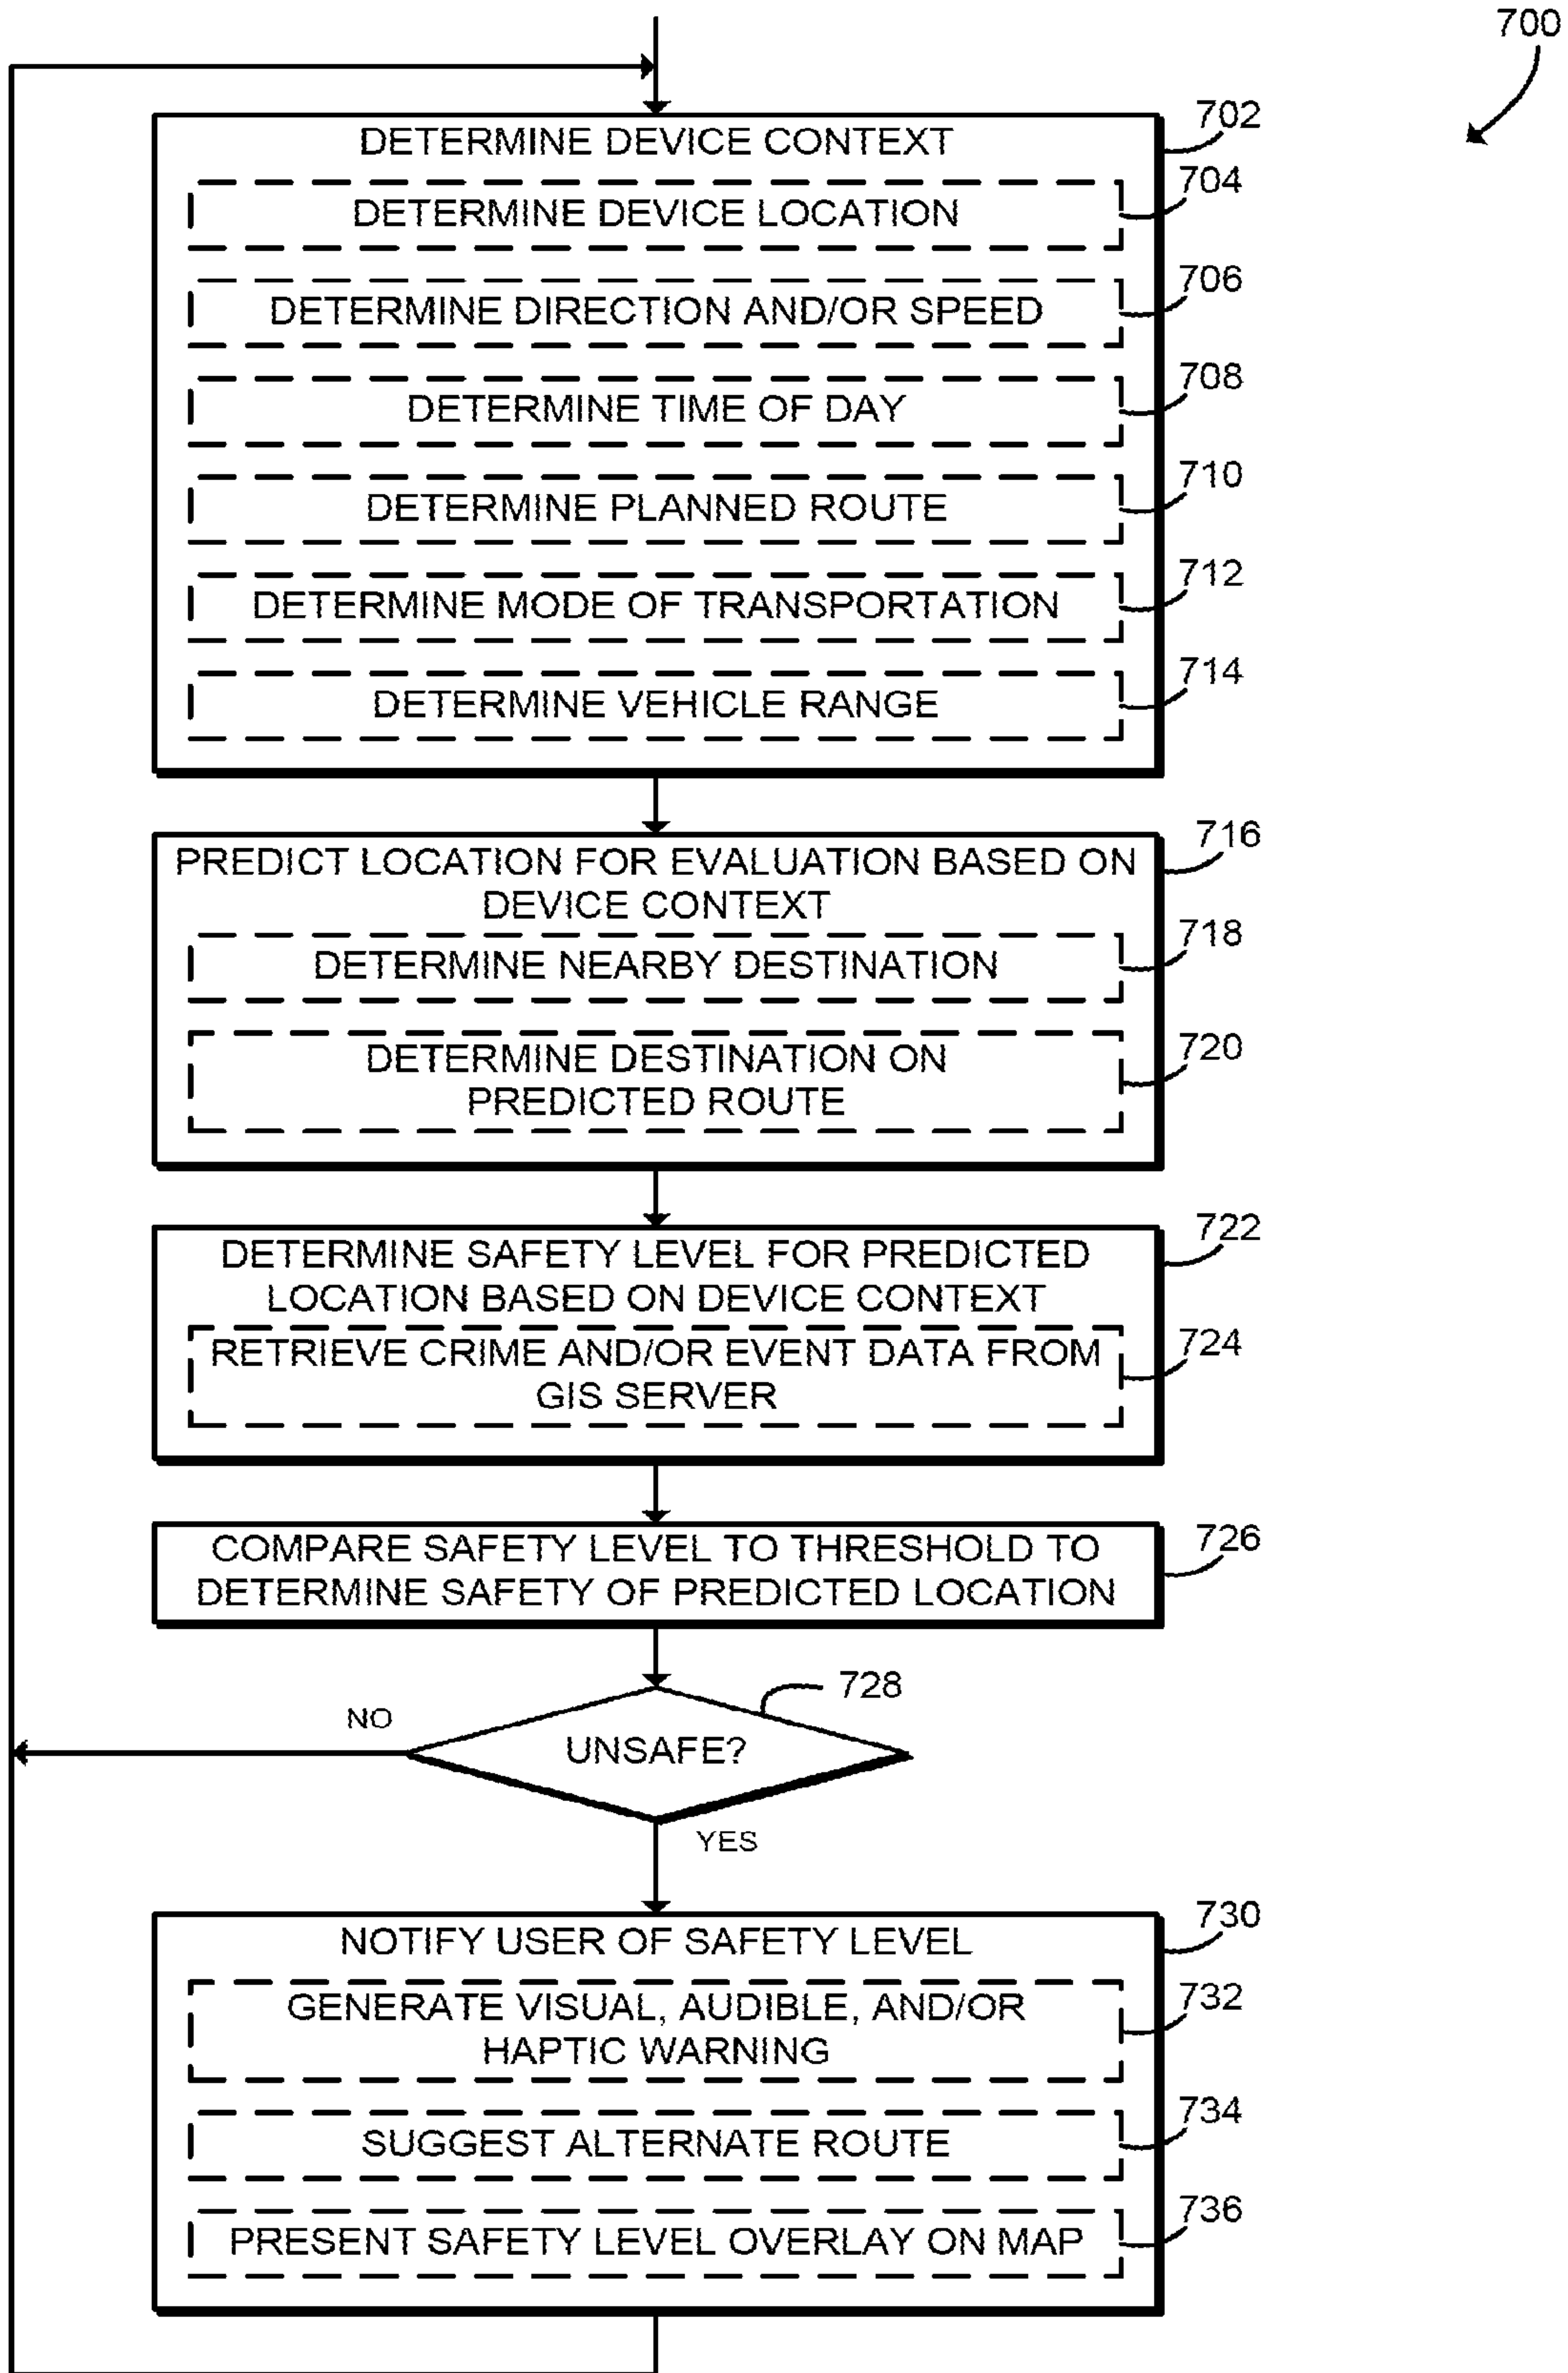 700
DETERMINE DEVICE CONTEXT
702
DETERMINE DEVICE LOCATION
704
DETERMINE DIRECTION AND/OR SPEED
706
DETERMINE TIME OF DAY
708
DETERMINE PLANNED ROUTE
710
DETERMINE MODE OF TRANSPORTATION
712
DETERMINE VEHICLE RANGE
714
PREDICT LOCATION FOR EVALUATION BASED ON
DEVICE CONTEXT
716
DETERMINE NEARBY DESTINATION
718
DETERMINE DESTINATION ON
PREDICTED ROUTE
720
DETERMINE SAFETY LEVEL FOR PREDICTED
LOCATION BASED ON DEVICE CONTEXT
722
RETRIEVE CRIME AND/OR EVENT DATA FROM
GIS SERVER
724
COMPARE SAFETY LEVEL TO THRESHOLD TO
DETERMINE SAFETY OF PREDICTED LOCATION
726
728
NO
UNSAFE?
YES
NOTIFY USER OF SAFETY LEVEL
730
GENERATE VISUAL, AUDIBLE, AND/OR
HAPTIC WARNING
732
SUGGEST ALTERNATE ROUTE
734
PRESENT SAFETY LEVEL OVERLAY ON MAP
736